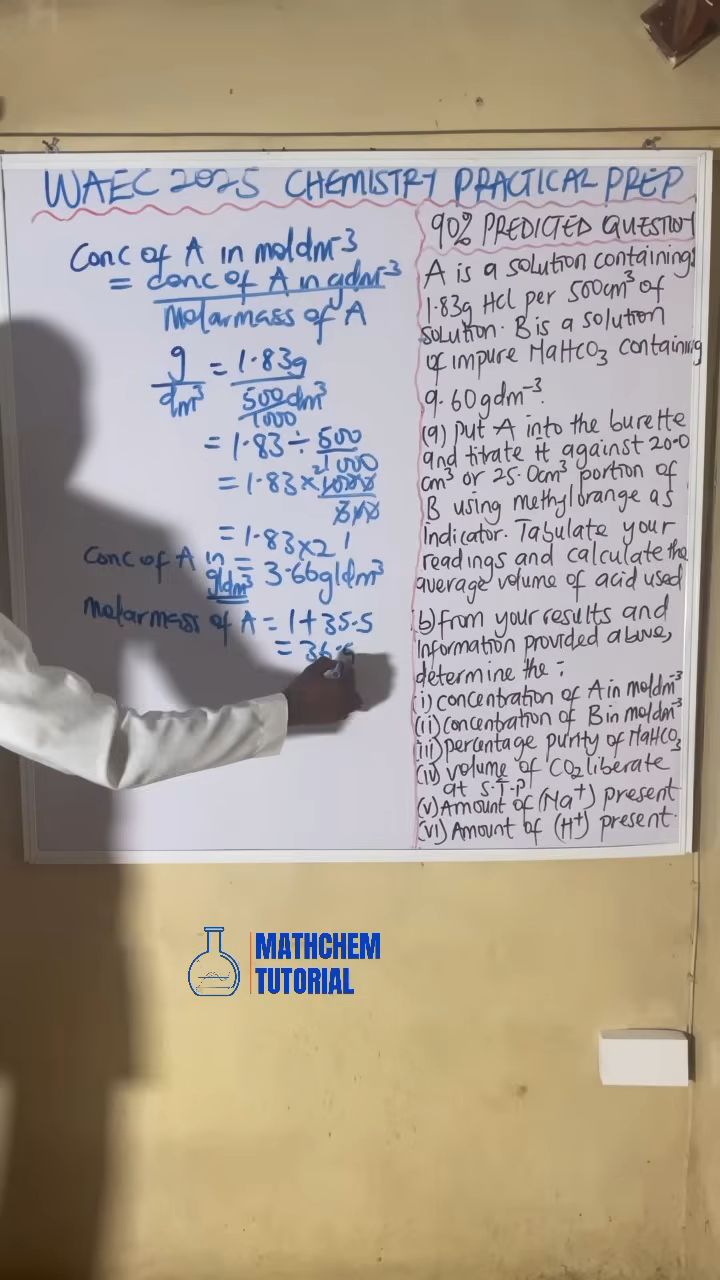 WAEC 2025 CHEMISTRY PRACTICAL PREP
Conc of A in moldm-3
= conc of A in gdm-3
Molarmass of A
g = 1.83g
dm3 500dm3
1000
= 1.83 ÷ 500
1000
= 1.83 × 1000
500
= 1.83×2
Conc of A in = 3.66g/dm3
g/dm3
Molarmass of A = 1+35.5
= 36.5
90% PREDICTED QUESTION
A is a solution containing
1.83g HCl per 500cm3 of
solution. B is a solution
of impure NaHCO3 containing
9.60gdm-3.
(a) Put A into the burette
and titrate it against 20.0
cm3 or 25.0cm3 portion of
B using methyl orange as
indicator. Tabulate your
readings and calculate the
average volume of acid used
b) from your results and
information provided above,
determine the:
(i) concentration of A in moldm-3
(ii) concentration of B in moldm-3
iii) percentage purity of NaHCO3
(iv) volume of CO2 liberate
at S.T.P
(v) Amount of (Na+) present
(vi) Amount of (H+) present.
MATHCHEM
TUTORIAL